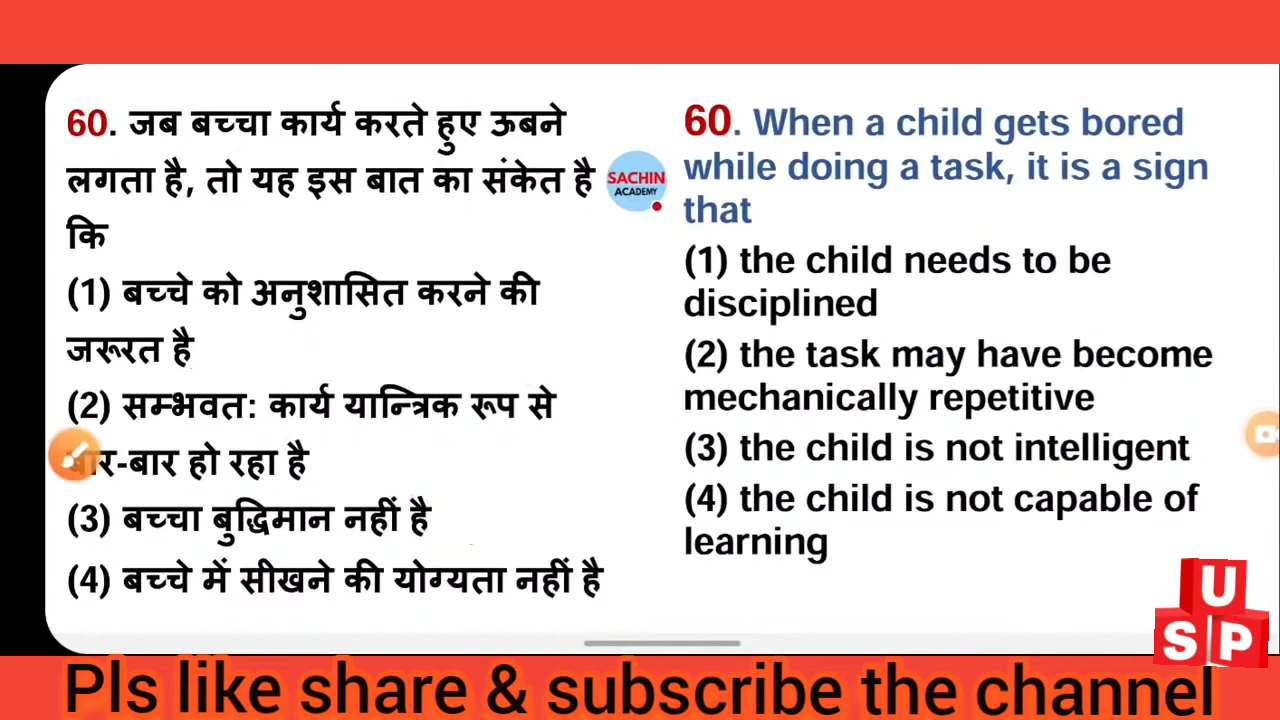 60. जब बच्चा कार्य करते हुए ऊबने
लगता है, तो यह इस बात का संकेत है
कि
(1) बच्चे को अनुशासित करने की
जरूरत है
(2) सम्भवत: कार्य यान्त्रिक रूप से
बार-बार हो रहा है
(3) बच्चा बुद्धिमान नहीं है
(4) बच्चे में सीखने की योग्यता नहीं है
SACHIN
ACADEMY
60. When a child gets bored
while doing a task, it is a sign
that
(1) the child needs to be
disciplined
(2) the task may have become
mechanically repetitive
(3) the child is not intelligent
(4) the child is not capable of
learning
U
S P
Pls like share & subscribe the channel